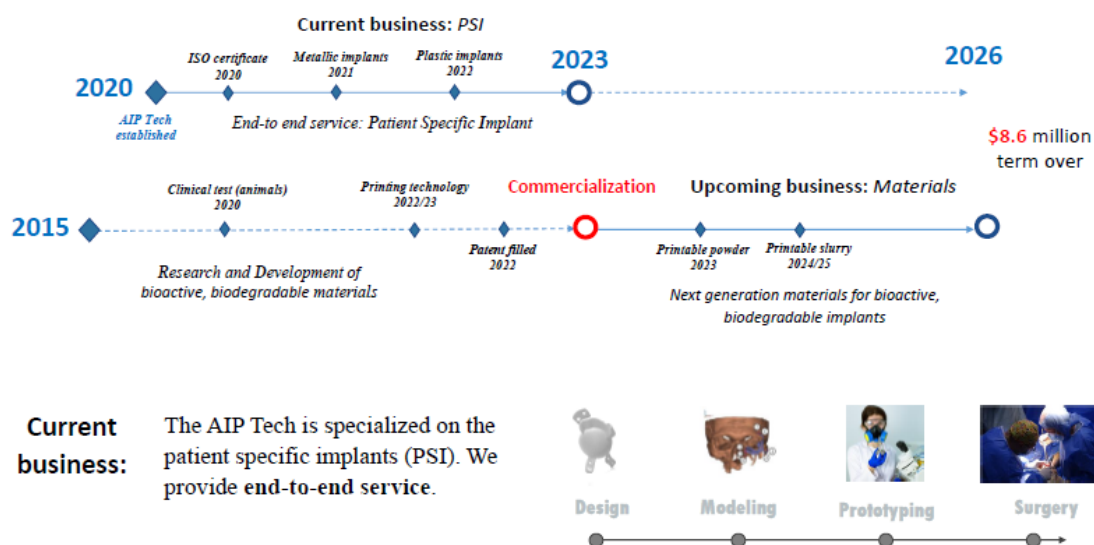 Current business: PSI
ISO certificate
2020
Metallic implants
2021
Plastic implants
2022
2020
2023
2026
AIP Tech
established
End-to end service: Patient Specific Implant
$8.6 million
term over
Clinical test (animals)
2020
Printing technology
2022/23
Commercialization
Upcoming business: Materials
2015
Patent filled
2022
Printable powder
2023
Printable slurry
2024/25
Research and Development of
bioactive, biodegradable materials
Next generation materials for bioactive,
biodegradable implants
Current
business:
The AIP Tech is specialized on the
patient specific implants (PSI). We
provide end-to-end service.
Design
Modeling
Prototyping
Surgery